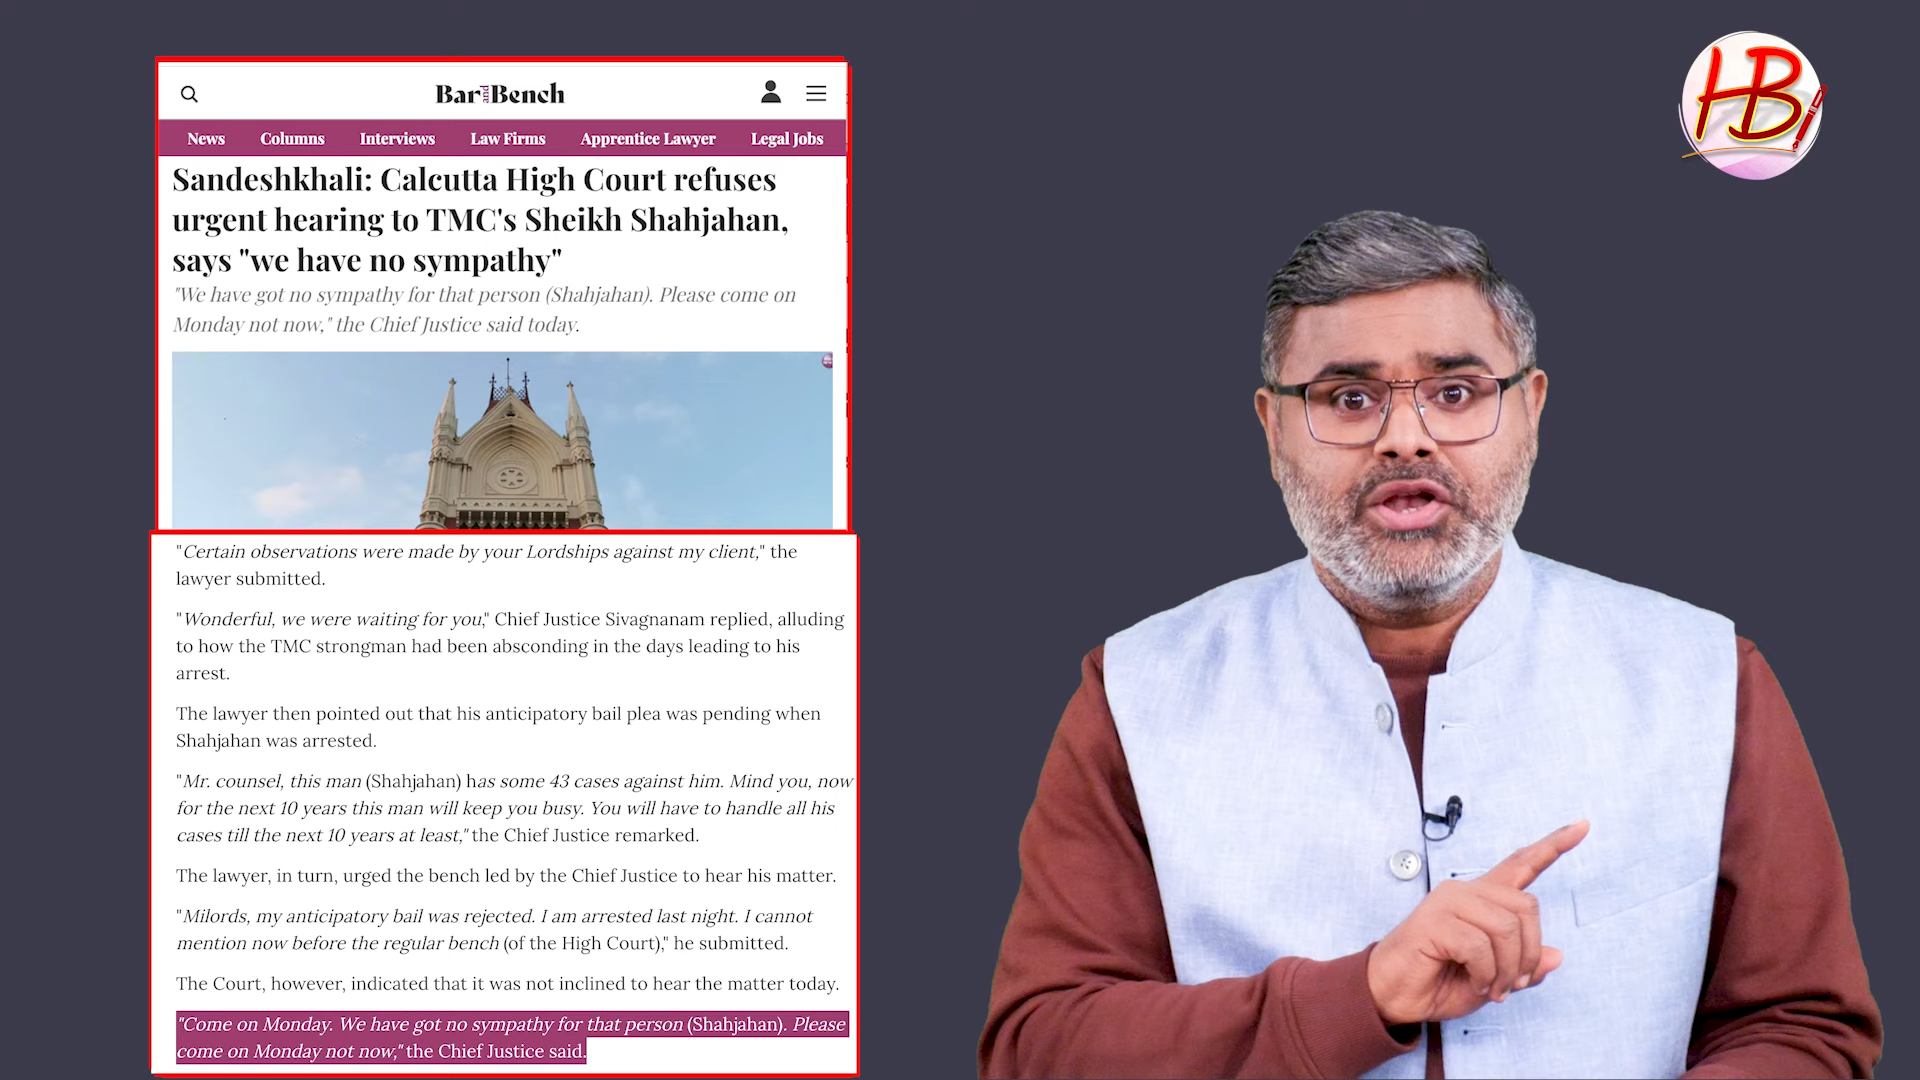 HB
Bar and Bench
News Columns Interviews Law Firms Apprentice Lawyer Legal Jobs
Sandeshkhali: Calcutta High Court refuses
urgent hearing to TMC's Sheikh Shahjahan,
says "we have no sympathy"
"We have got no sympathy for that person (Shahjahan). Please come on
Monday not now," the Chief Justice said today.
"Certain observations were made by your Lordships against my client," the
lawyer submitted.
"Wonderful, we were waiting for you," Chief Justice Sivagnanam replied, alluding
to how the TMC strongman had been absconding in the days leading to his
arrest.
The lawyer then pointed out that his anticipatory bail plea was pending when
Shahjahan was arrested.
"Mr. counsel, this man (Shahjahan) has some 43 cases against him. Mind you, now
for the next 10 years this man will keep you busy. You will have to handle all his
cases till the next 10 years at least," the Chief Justice remarked.
The lawyer, in turn, urged the bench led by the Chief Justice to hear his matter.
"Milords, my anticipatory bail was rejected. I am arrested last night. I cannot
mention now before the regular bench (of the High Court)," he submitted.
The Court, however, indicated that it was not inclined to hear the matter today.
"Come on Monday. We have got no sympathy for that person (Shahjahan). Please
come on Monday not now," the Chief Justice said.